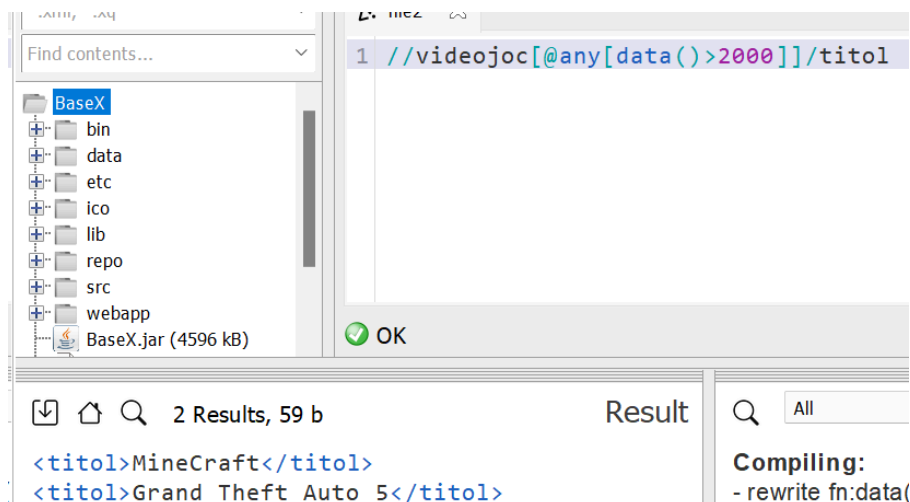 .xml, *.xq
file2
Find contents...
1 //videojoc[@any[data()>2000]]/titol
BaseX
bin
data
etc
ico
lib
repo
src
webapp
BaseX.jar (4596 kB)
OK
2 Results, 59 b
Result
All
<titol>MineCraft</titol>
<titol>Grand Theft Auto 5</titol>
Compiling:
- rewrite fn:data(